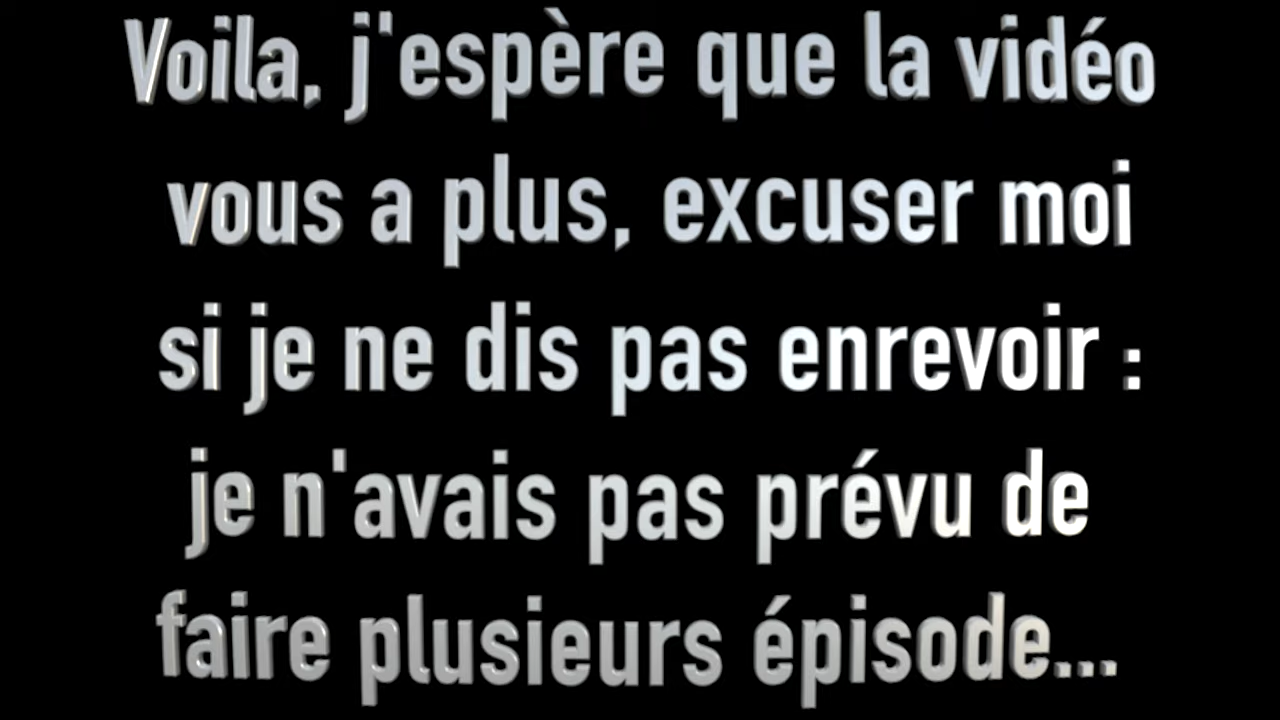 Voila, j'espère que la vidéo
vous a plus, excuser moi
si je ne dis pas enrevoir :
je n'avais pas prévu de
faire plusieurs épisode...